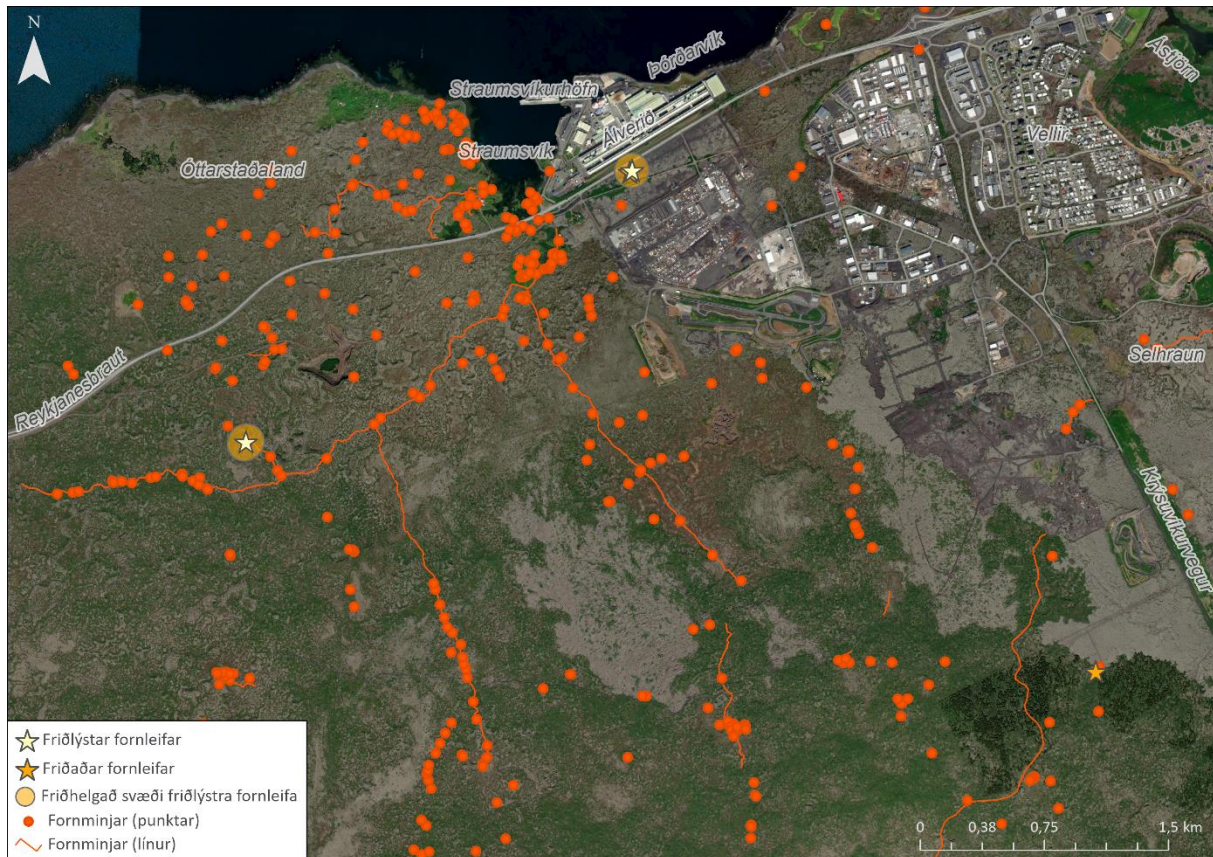 N
Þórðarvík
Ástjörn
Straumsvíkurhöfn
Álverið
Vellir
Straumsvík
Óttarstaðaland
Selhraun
Reykjanesbraut
Krýsuvíkurvegur
Friðlýstar fornleifar
Friðaðar fornleifar
Friðhelgað svæði friðlýstra fornleifa
Fornminjar (punktar)
Fornminjar (línur)
0 0,38 0,75 1,5 km